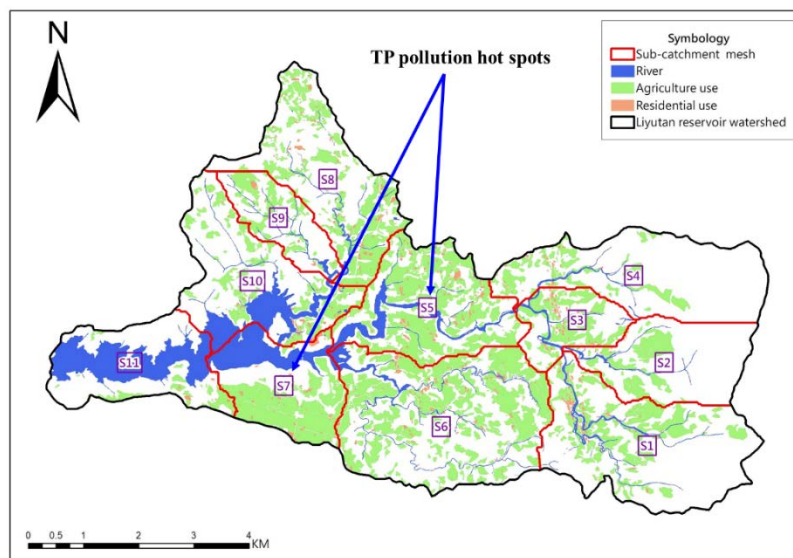 N
TP pollution hot spots
Symbology
Sub-catchment mesh
River
Agriculture use
Residential use
Liyutan reservoir watershed
S8
S9
S10
S4
S5
S3
S11
S7
S2
S6
S1
0 0.5 1 2 3 4
KM